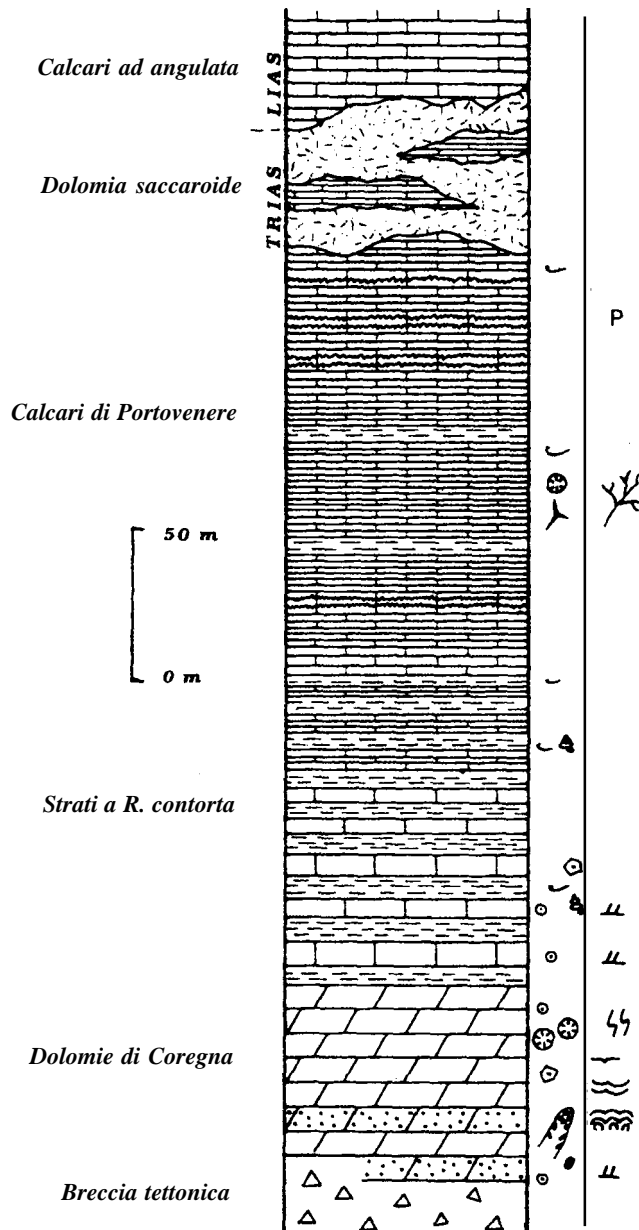 Calcari ad angulata
LIAS
Dolomia saccaroide
TRIAS
P
Calcari di Portovenere
50 m
0 m
Strati a R. contorta
Dolomie di Coregna
Breccia tettonica